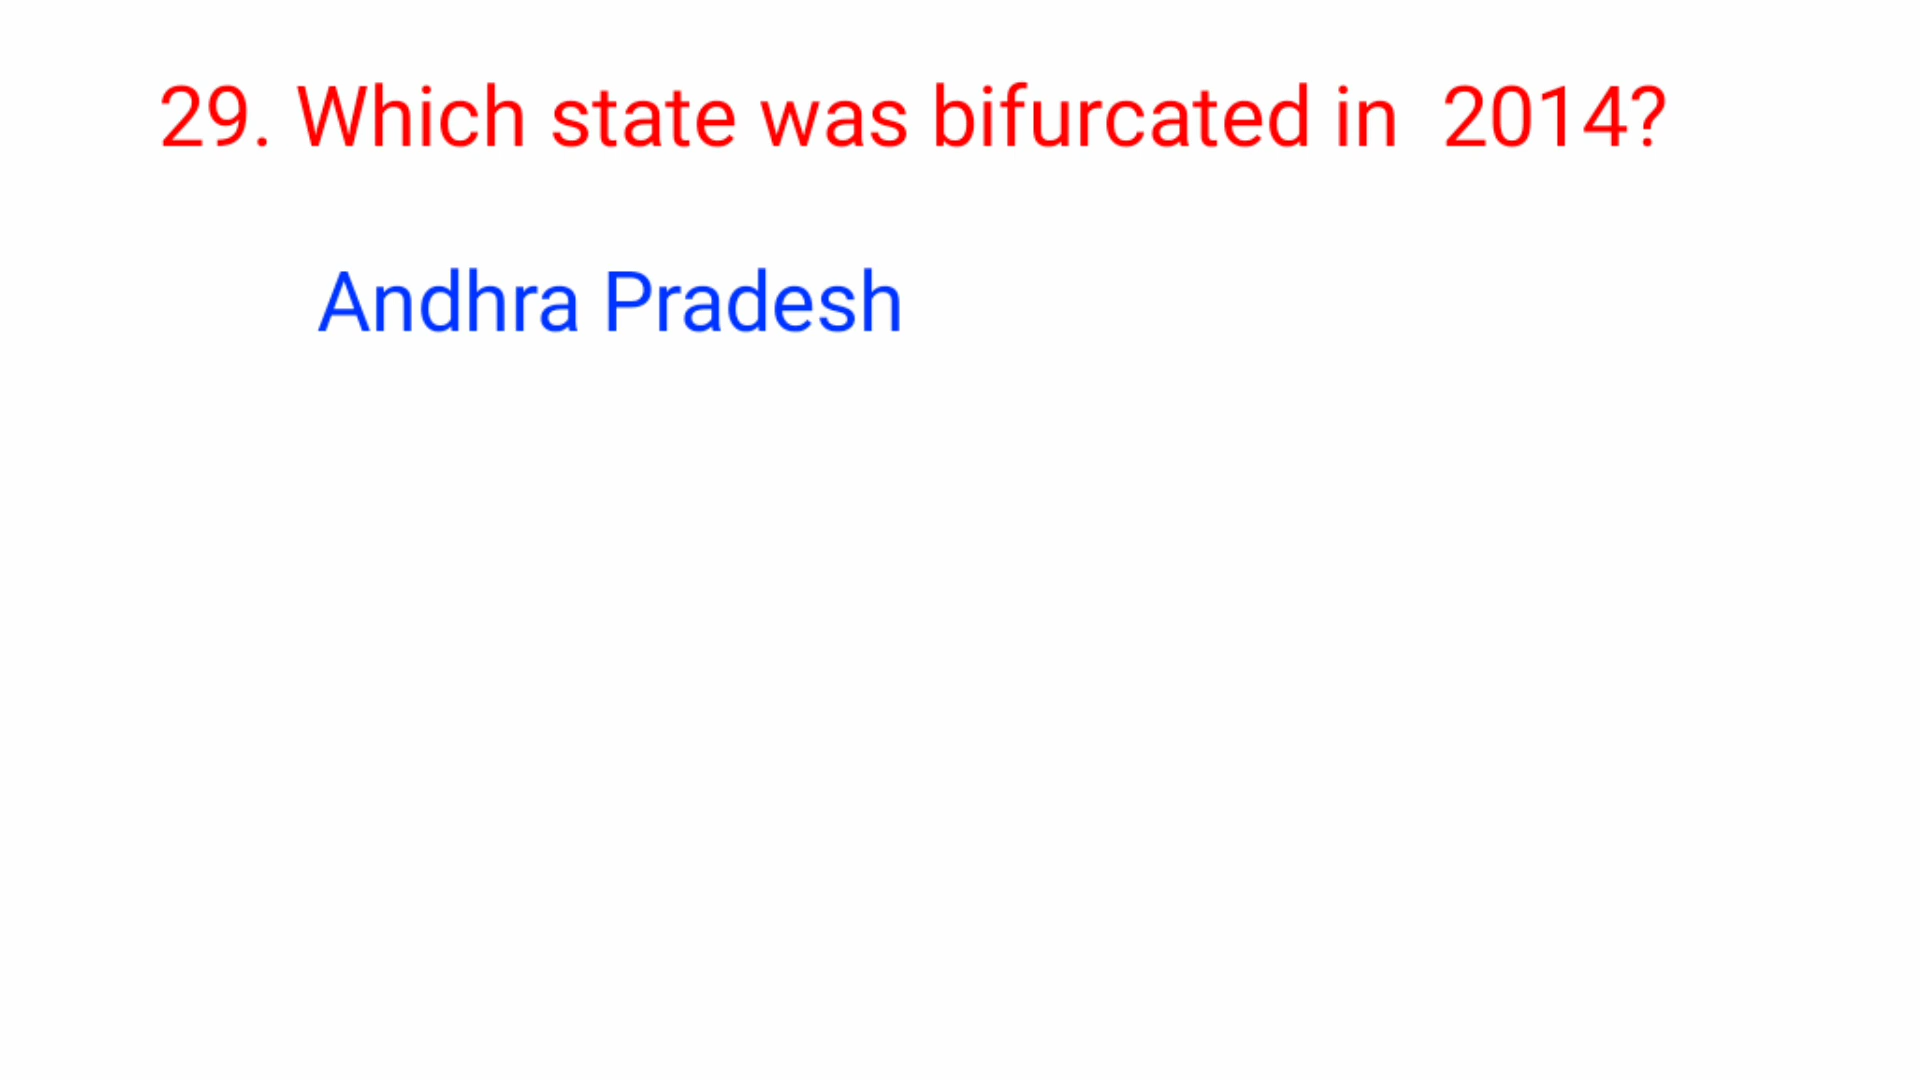 29. Which state was bifurcated in 2014?
Andhra Pradesh